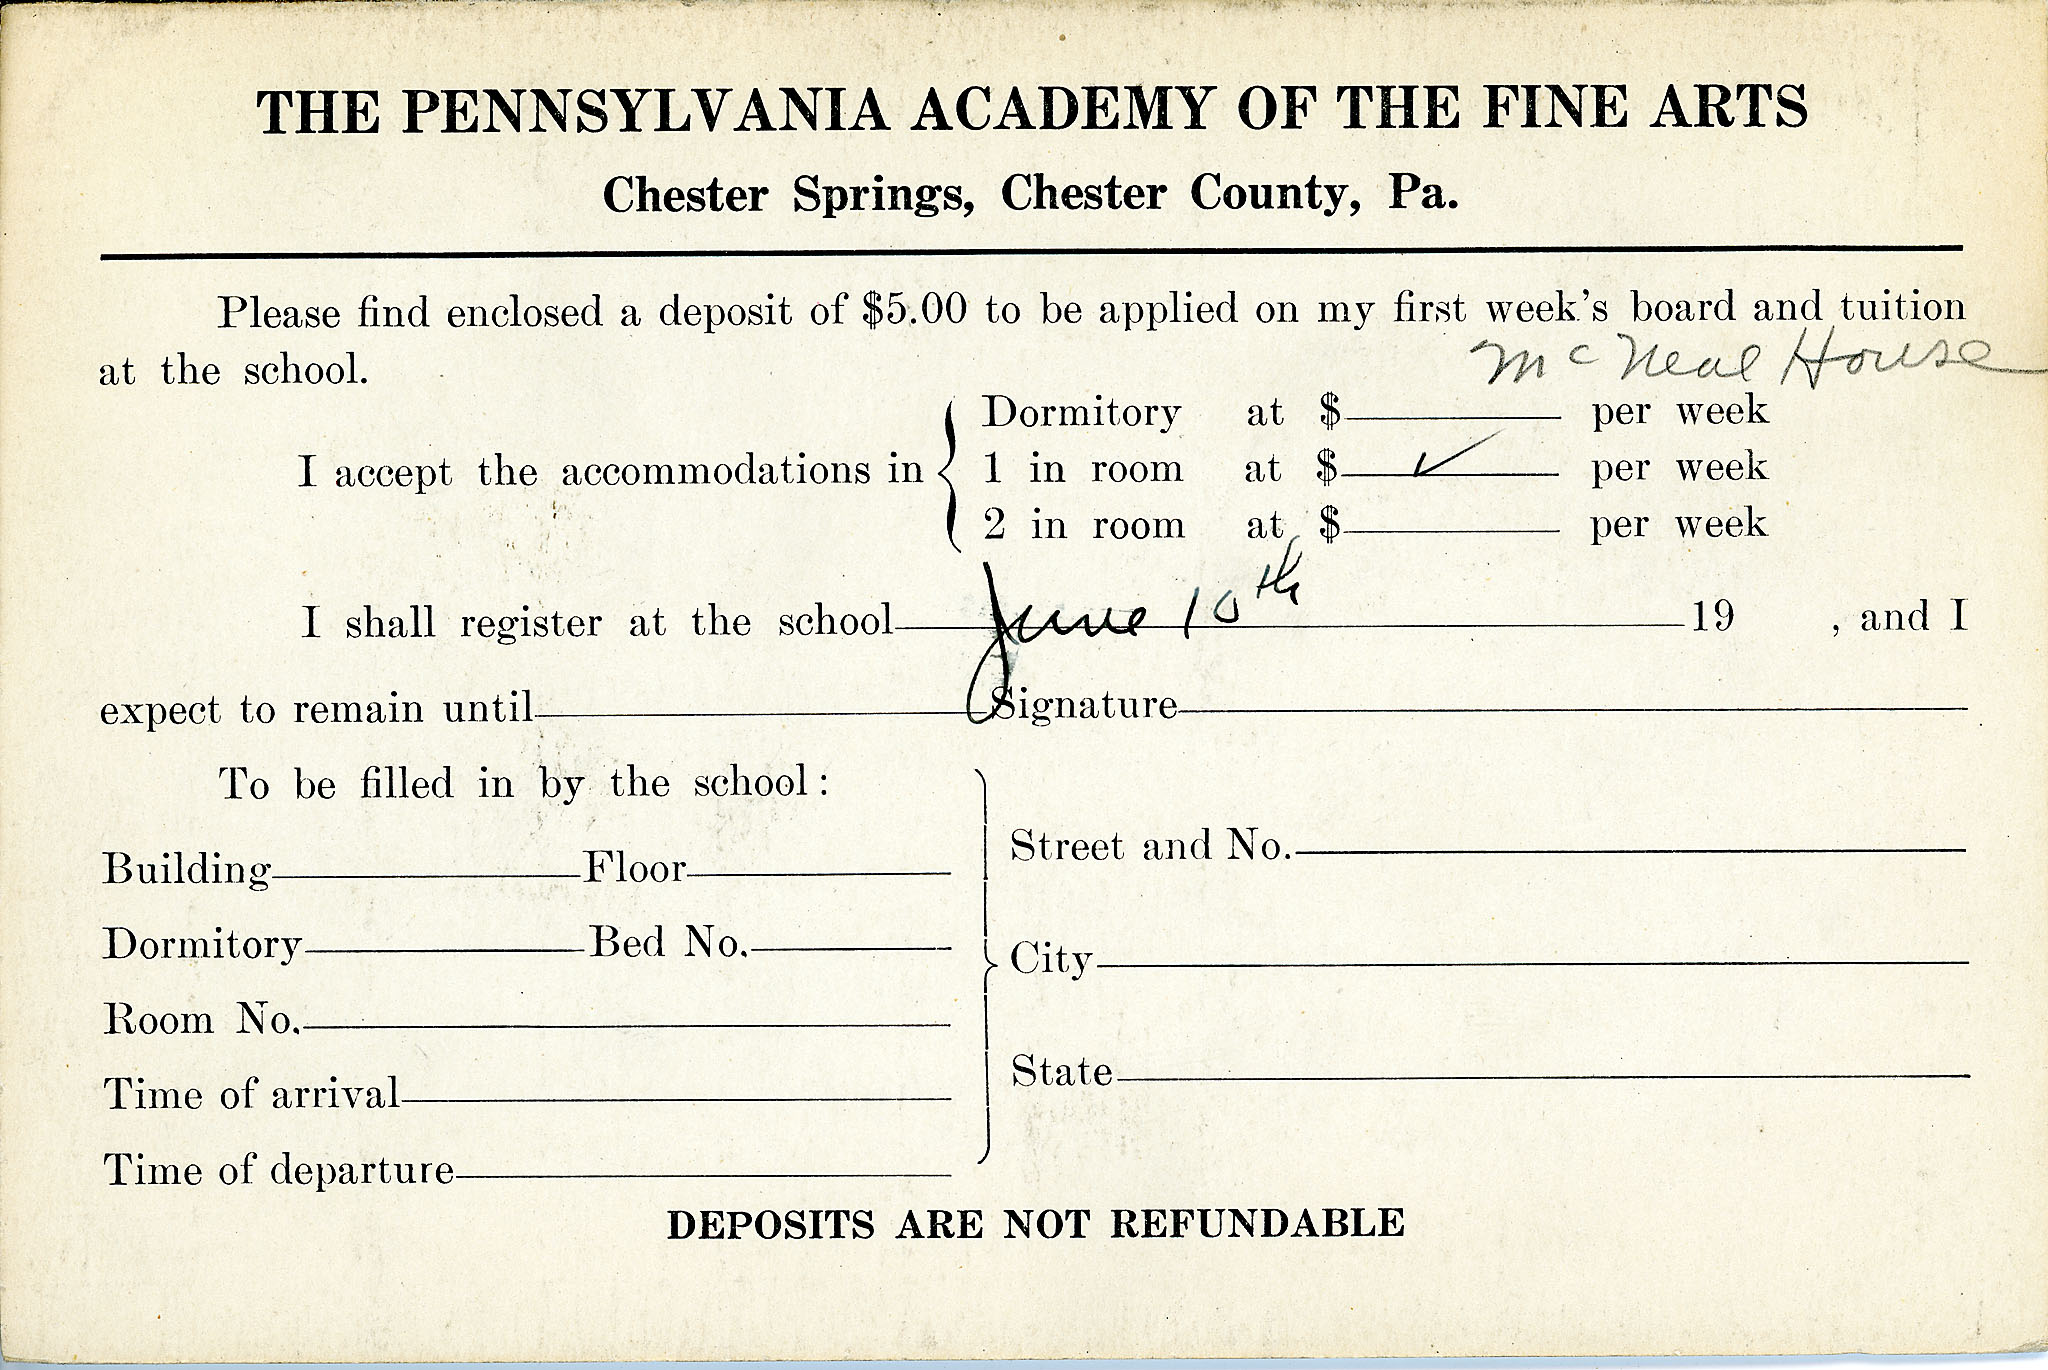 THE PENNSYLVANIA ACADEMY OF THE FINE ARTS
Chester Springs, Chester County, Pa.
Please find enclosed a deposit of $5.00 to be applied on my first week's board and tuition
at the school.
McNeal House
Dormitory at $ per week
I accept the accommodations in 1 in room at $ ✓ per week
2 in room at $ per week
I shall register at the school June 10th 19 , and I
expect to remain until Signature
To be filled in by the school:
Building Floor
Street and No.
Dormitory Bed No.
City
Room No.
State
Time of arrival
Time of departure
DEPOSITS ARE NOT REFUNDABLE